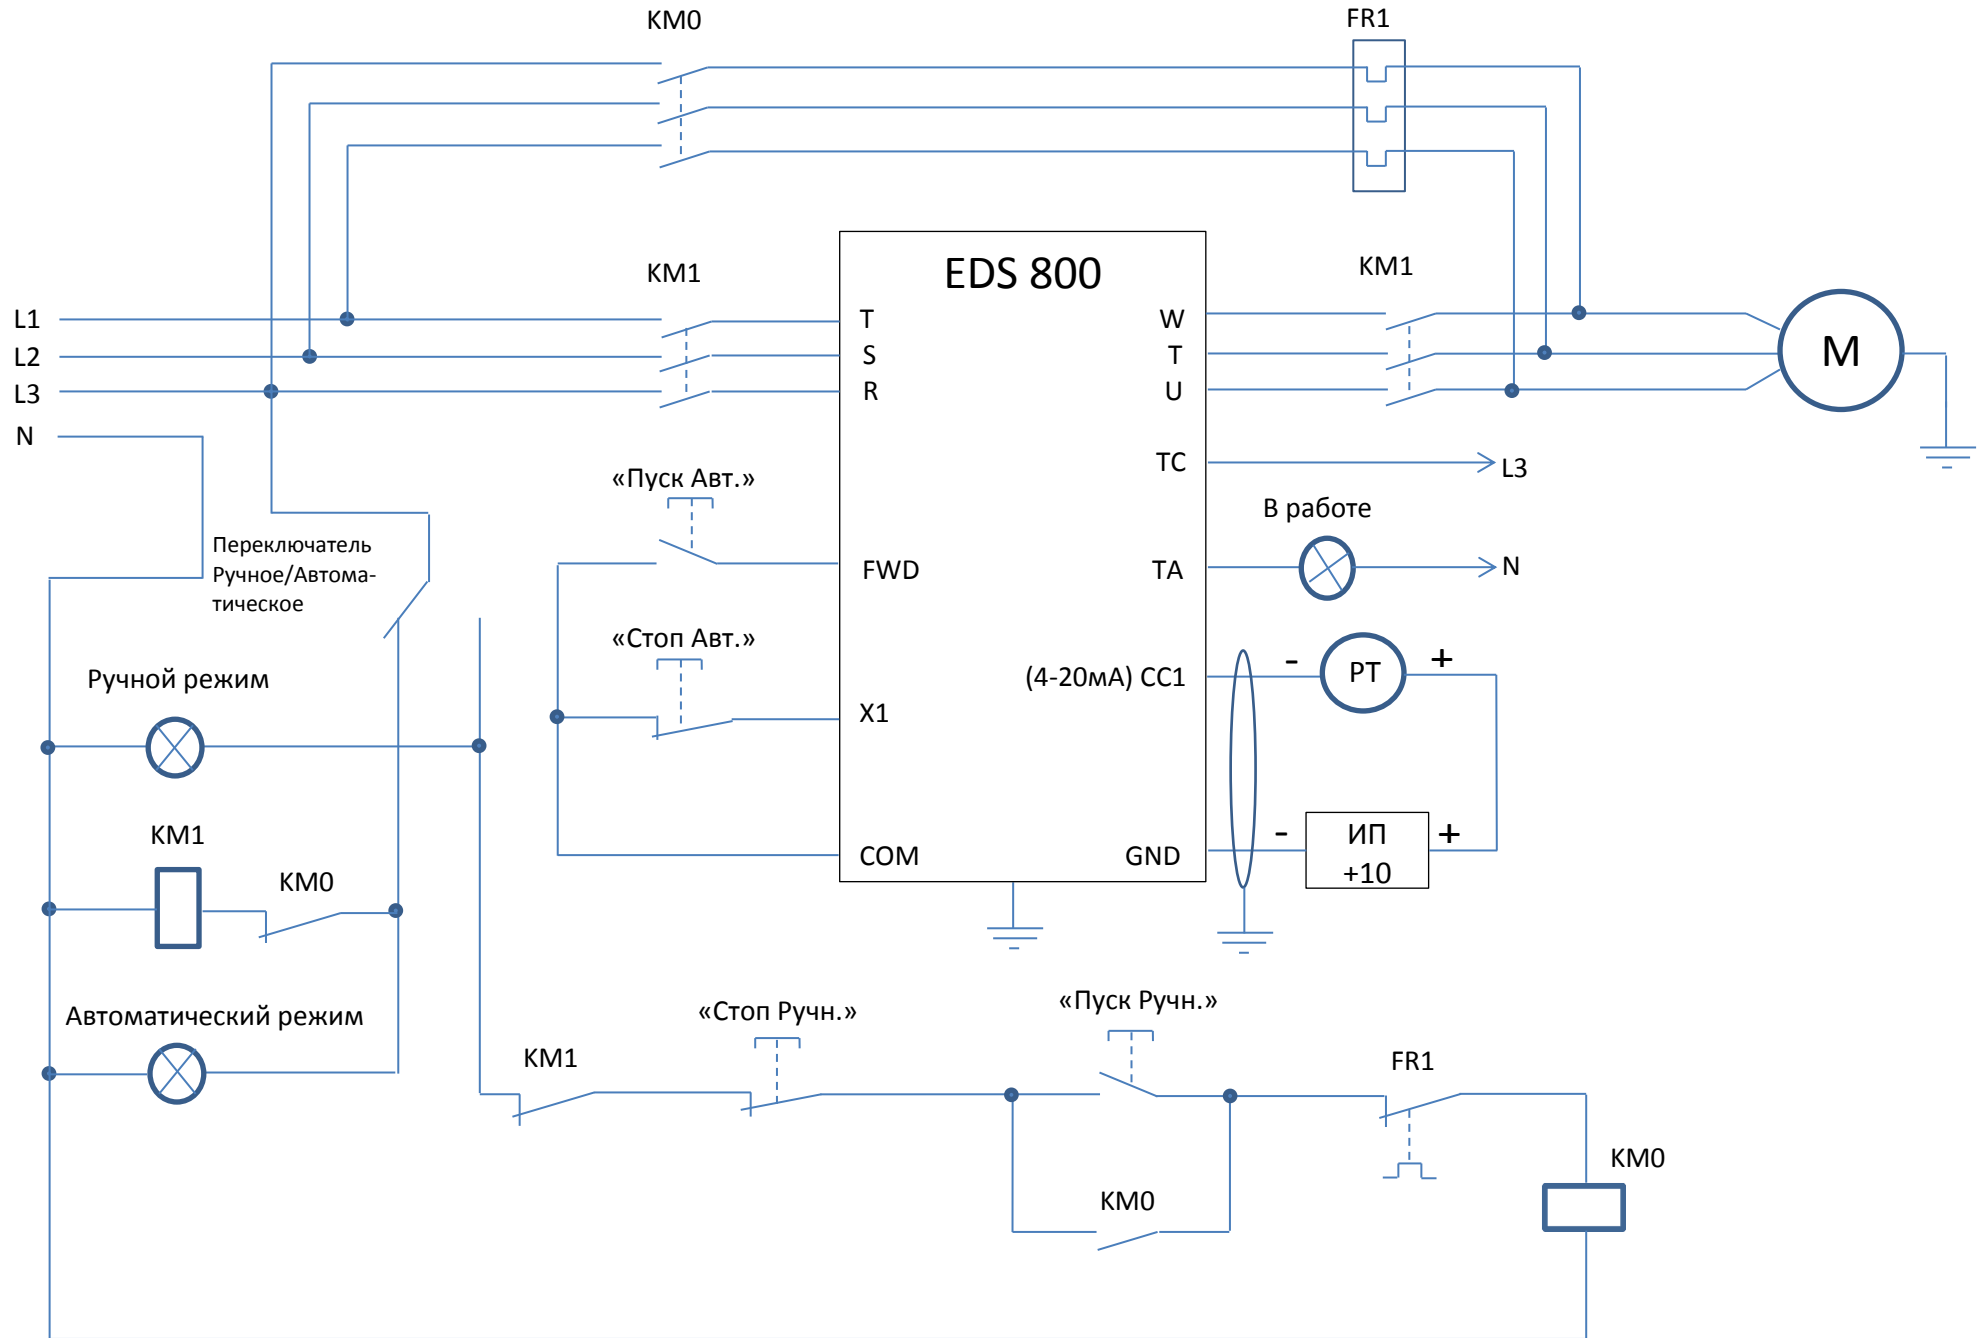 KM0
FR1
EDS 800
KM1
KM1
L1
L2
L3
N
T
S
R
W
T
U
M
TC
L3
«Пуск Авт.»
В работе
FWD
TA
N
Переключатель
Ручное/Автома-
тическое
«Стоп Авт.»
Ручной режим
(4-20мА) CC1
-
РТ
+
X1
KM1
KM0
COM
GND
-
ИП
+10
+
Автоматический режим
«Стоп Ручн.»
«Пуск Ручн.»
KM1
FR1
KM0
KM0